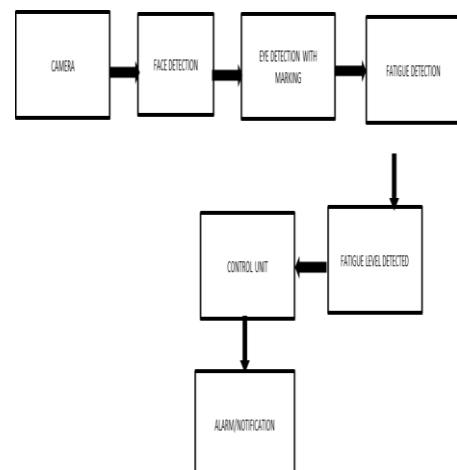 CAMERA
FACE DETECTION
EYE DETECTION WITH
MARKING
FATIGUE DETECTION
FATIGUE LEVEL DETECTED
CONTROL UNIT
ALARM/NOTIFICATION